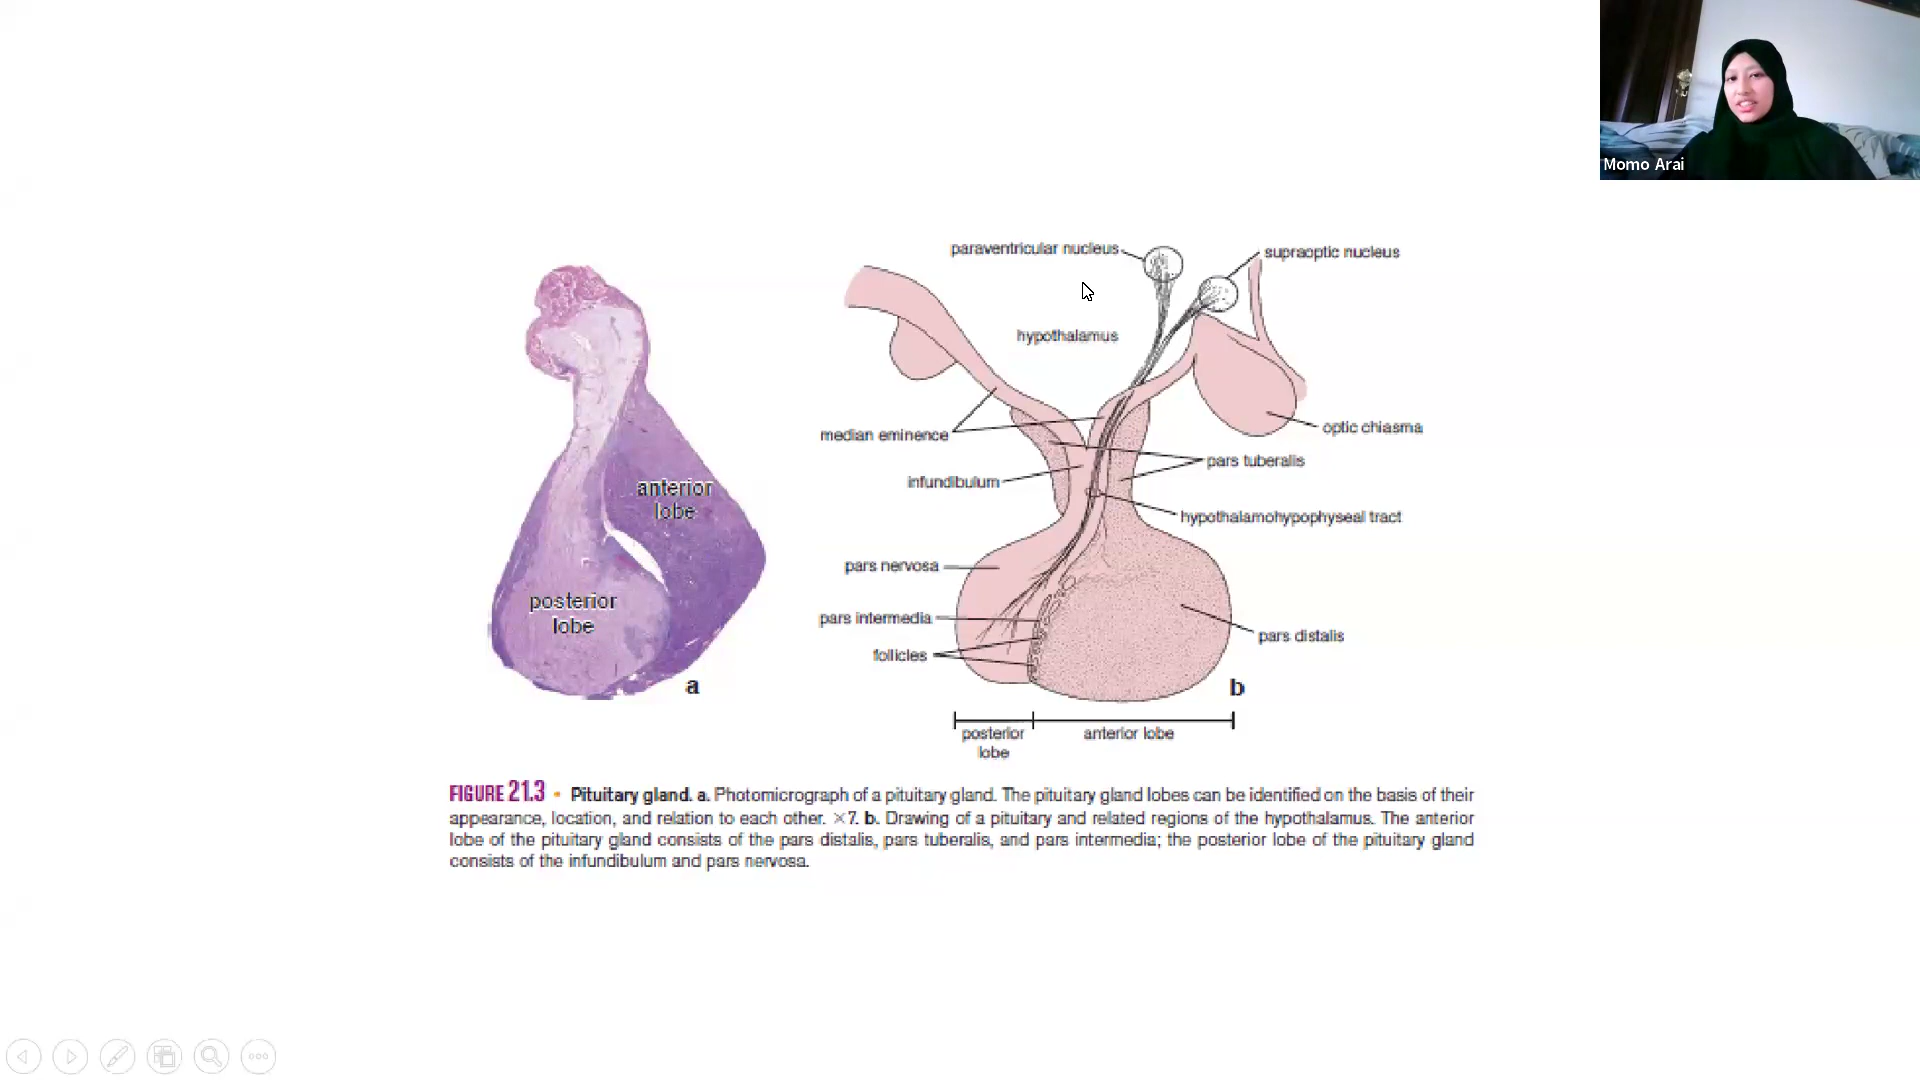 Momo Arai
paraventricular nucleus
supraoptic nucleus
hypothalamus
median eminence
optic chiasma
pars tuberalis
infundibulum
hypothalamohypophyseal tract
anterior
lobe
pars nervosa
posterior
lobe
pars intermedia
pars distalis
follicles
a
b
posterior
lobe
anterior lobe
FIGURE 21.3 • Pituitary gland. a. Photomicrograph of a pituitary gland. The pituitary gland lobes can be identified on the basis of their
appearance, location, and relation to each other. ×7. b. Drawing of a pituitary and related regions of the hypothalamus. The anterior
lobe of the pituitary gland consists of the pars distalis, pars tuberalis, and pars intermedia; the posterior lobe of the pituitary gland
consists of the infundibulum and pars nervosa.